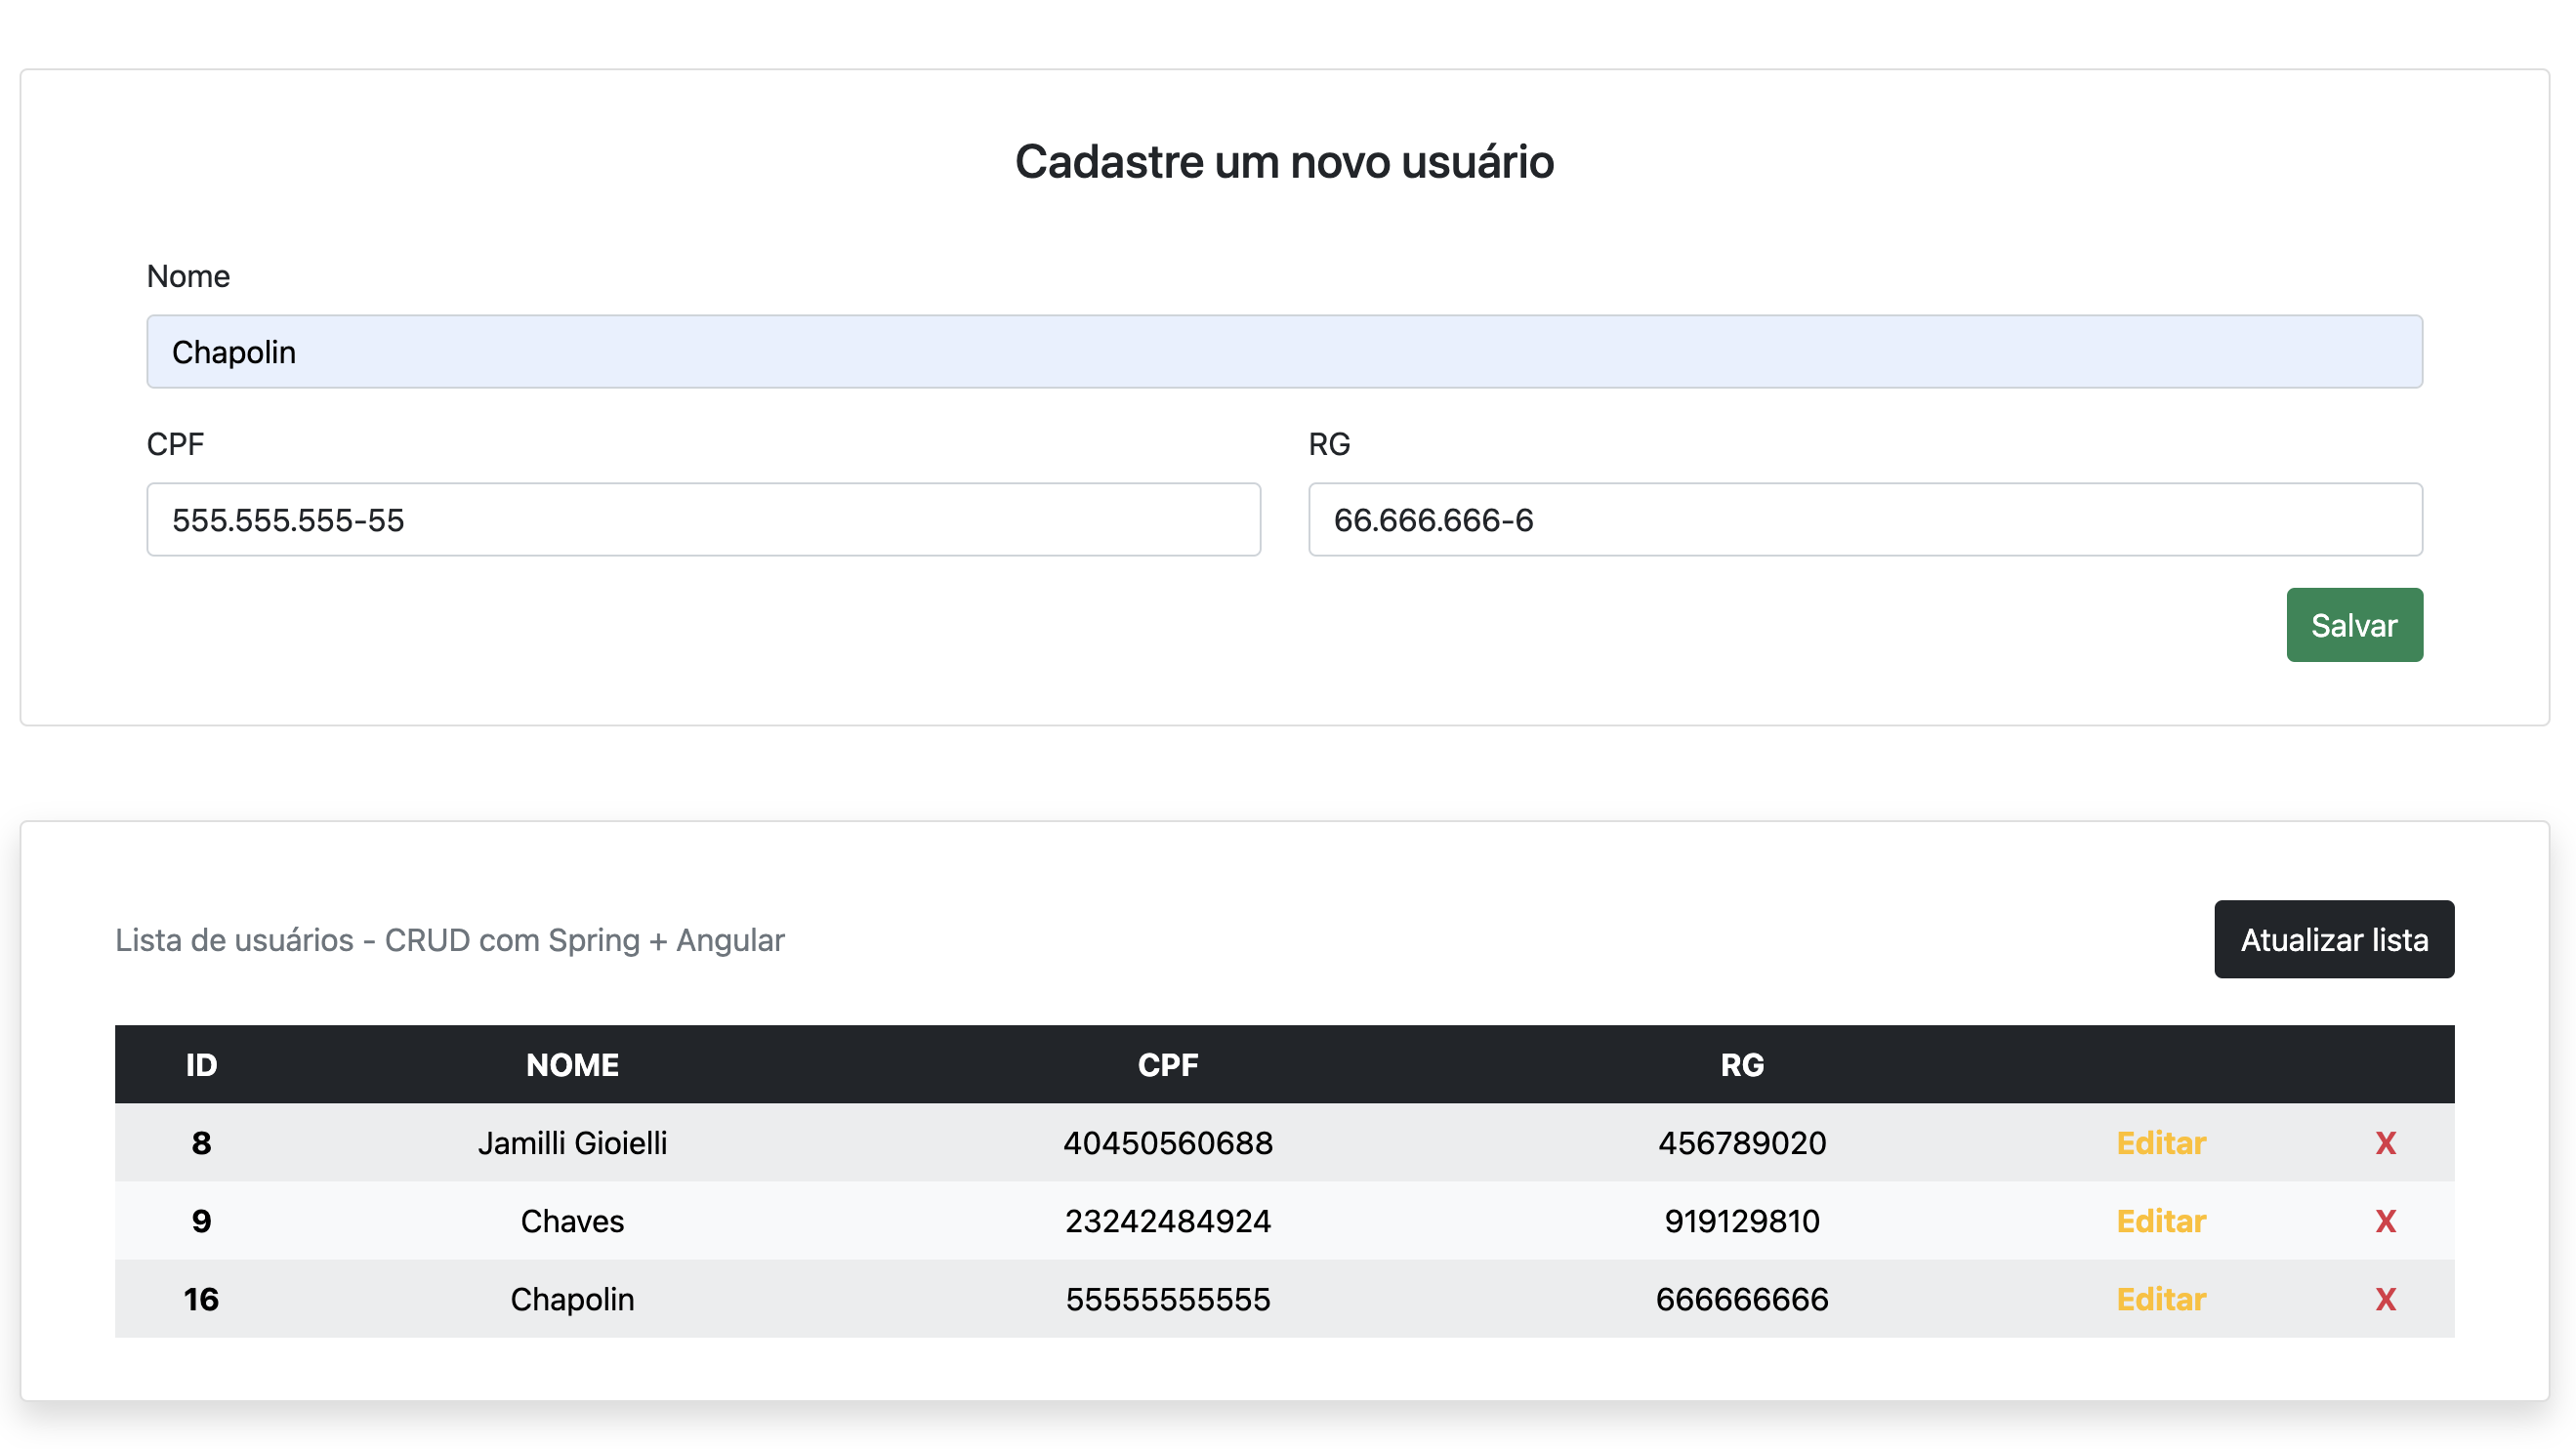 Cadastre um novo usuário
Nome
Chapolin
CPF RG
555.555.555-55 66.666.666-6
Salvar
Lista de usuários - CRUD com Spring + Angular Atualizar lista
ID NOME CPF RG
8 Jamilli Gioielli 40450560688 456789020 Editar X
9 Chaves 23242484924 919129810 Editar X
16 Chapolin 55555555555 666666666 Editar X